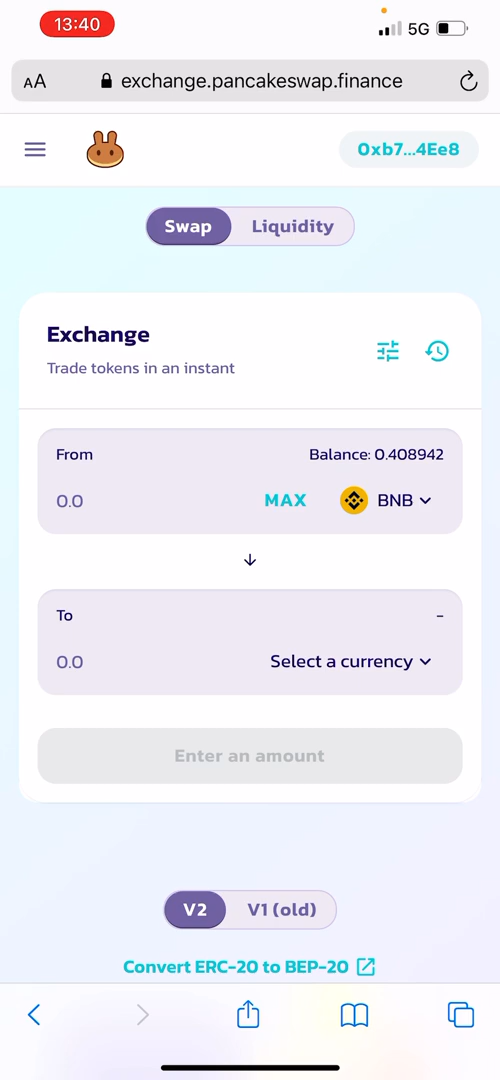 13:40
5G
AA exchange.pancakeswap.finance
0xb7...4Ee8
Swap Liquidity
Exchange
Trade tokens in an instant
From Balance: 0.408942
0.0 MAX BNB
To -
0.0 Select a currency
Enter an amount
V2 V1 (old)
Convert ERC-20 to BEP-20